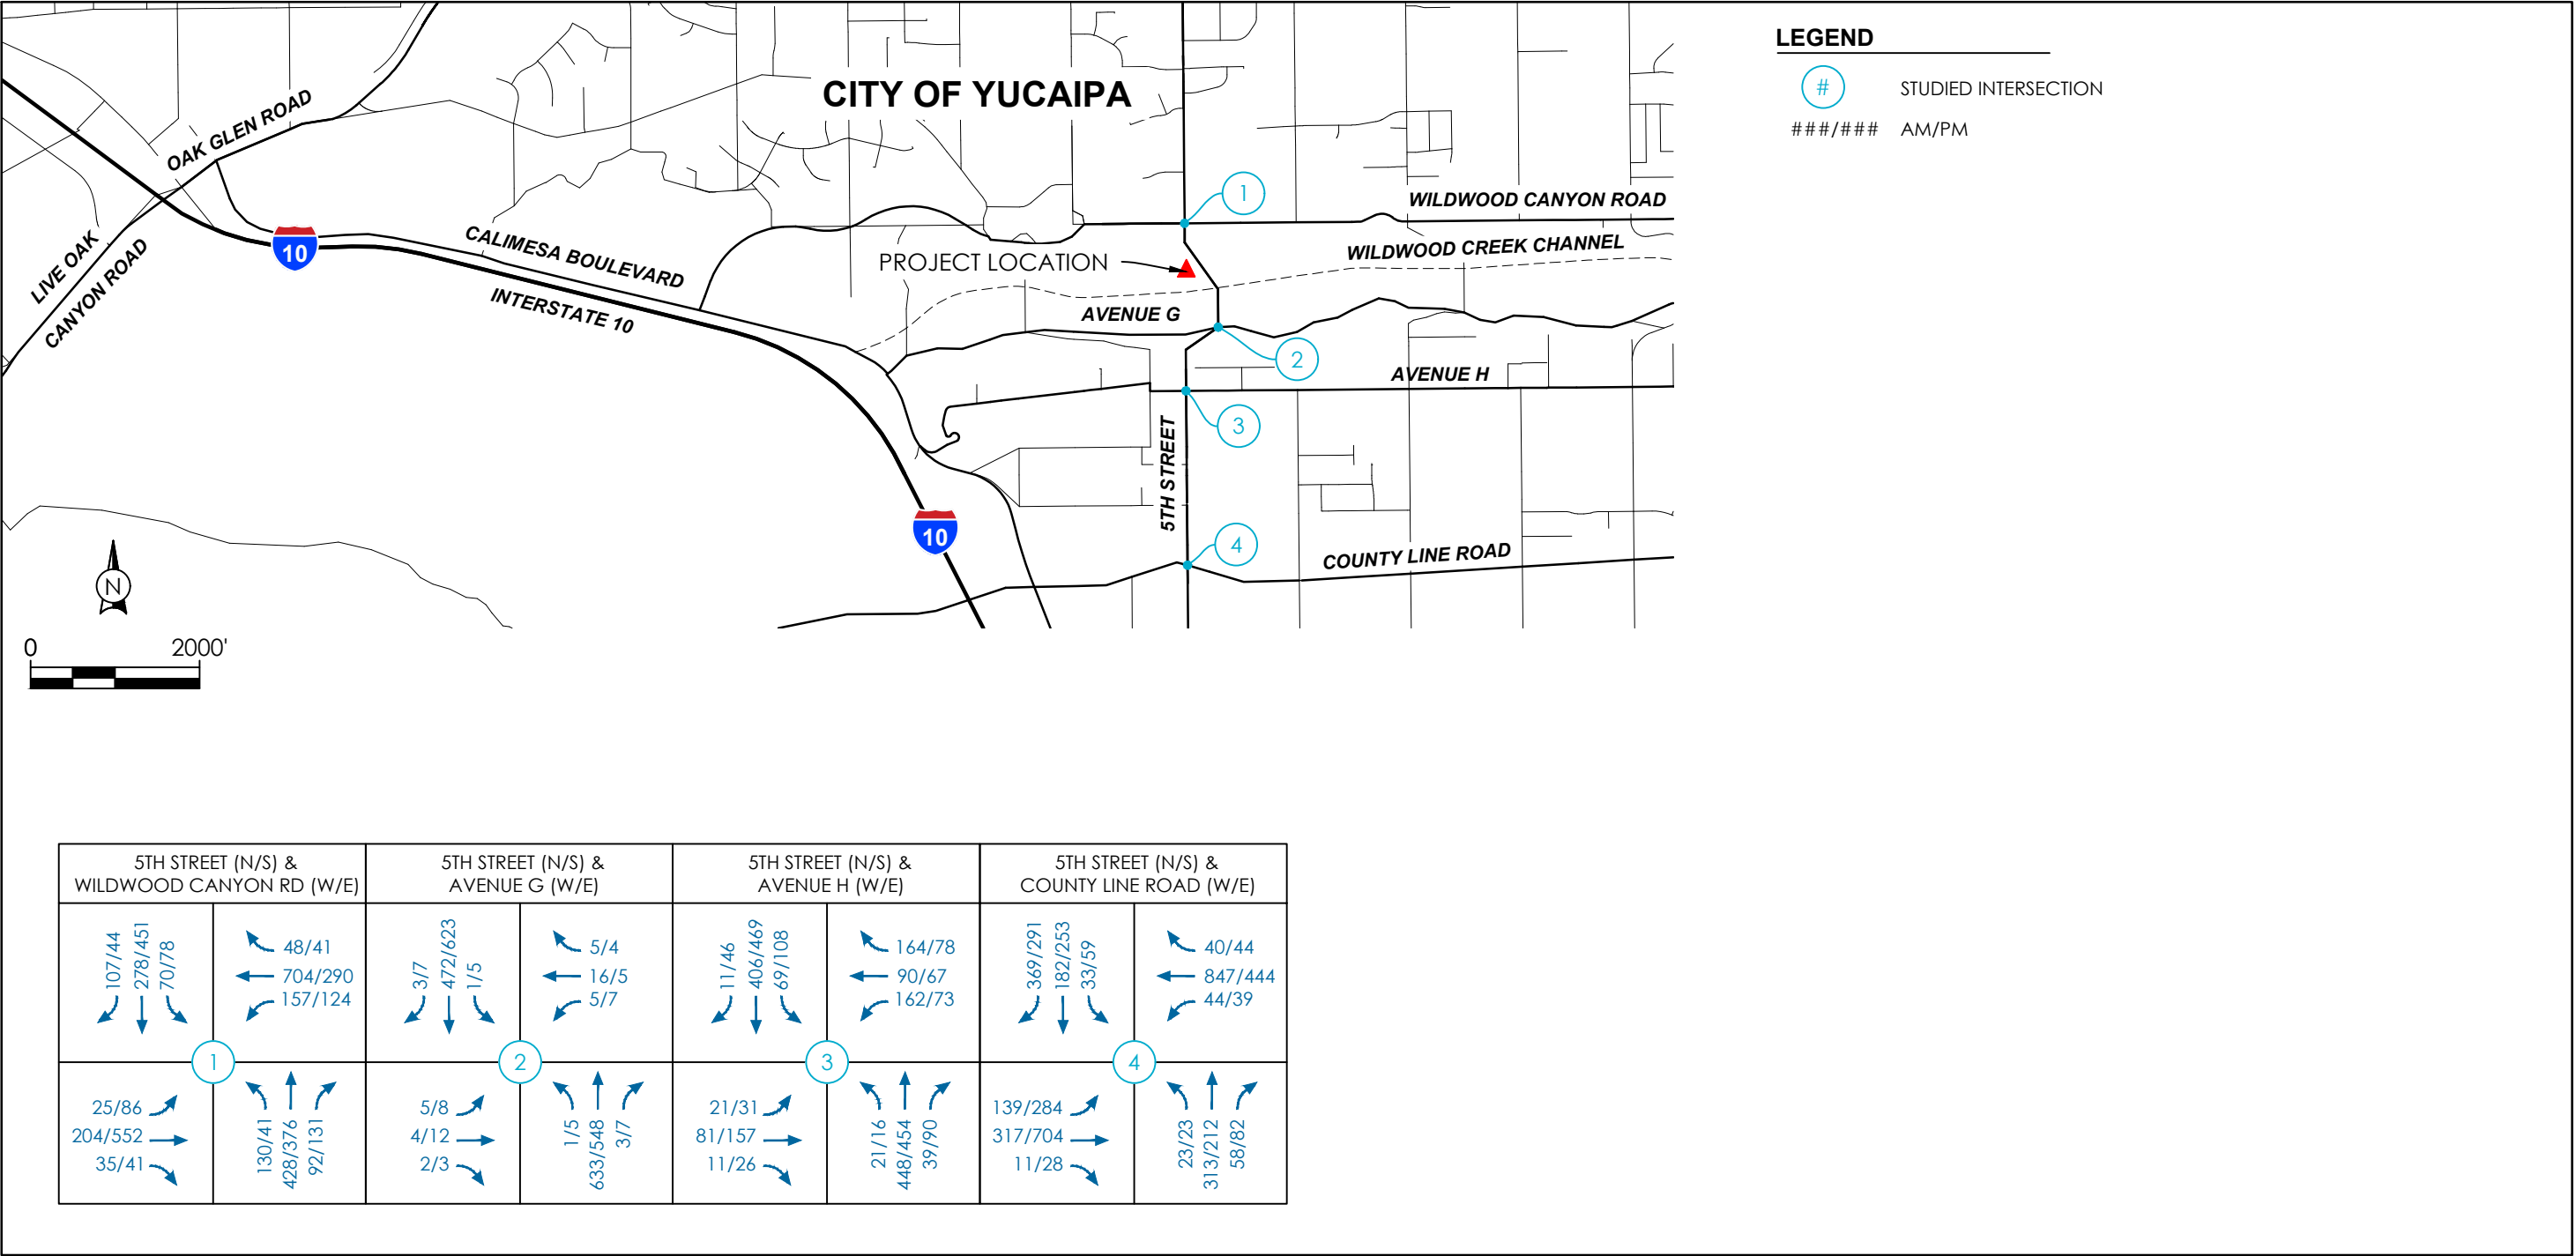 CITY OF YUCAIPA
OAK GLEN ROAD
LIVE OAK
CANYON ROAD
10
CALIMESA BOULEVARD
INTERSTATE 10
PROJECT LOCATION
1
WILDWOOD CANYON ROAD
WILDWOOD CREEK CHANNEL
AVENUE G
2
AVENUE H
3
5TH STREET
10
4
COUNTY LINE ROAD
N
0 2000'
LEGEND
# STUDIED INTERSECTION
###/### AM/PM
5TH STREET (N/S) &
WILDWOOD CANYON RD (W/E)
107/44
278/451
70/78
48/41
704/290
157/124
1
25/86
204/552
35/41
130/41
428/376
92/131
5TH STREET (N/S) &
AVENUE G (W/E)
3/7
472/623
1/5
5/4
16/5
5/7
2
5/8
4/12
2/3
1/5
633/548
3/7
5TH STREET (N/S) &
AVENUE H (W/E)
11/46
406/469
69/108
164/78
90/67
162/73
3
21/31
81/157
11/26
21/16
448/454
39/90
5TH STREET (N/S) &
COUNTY LINE ROAD (W/E)
369/291
182/253
33/59
40/44
847/444
44/39
4
139/284
317/704
11/28
23/23
313/212
58/82